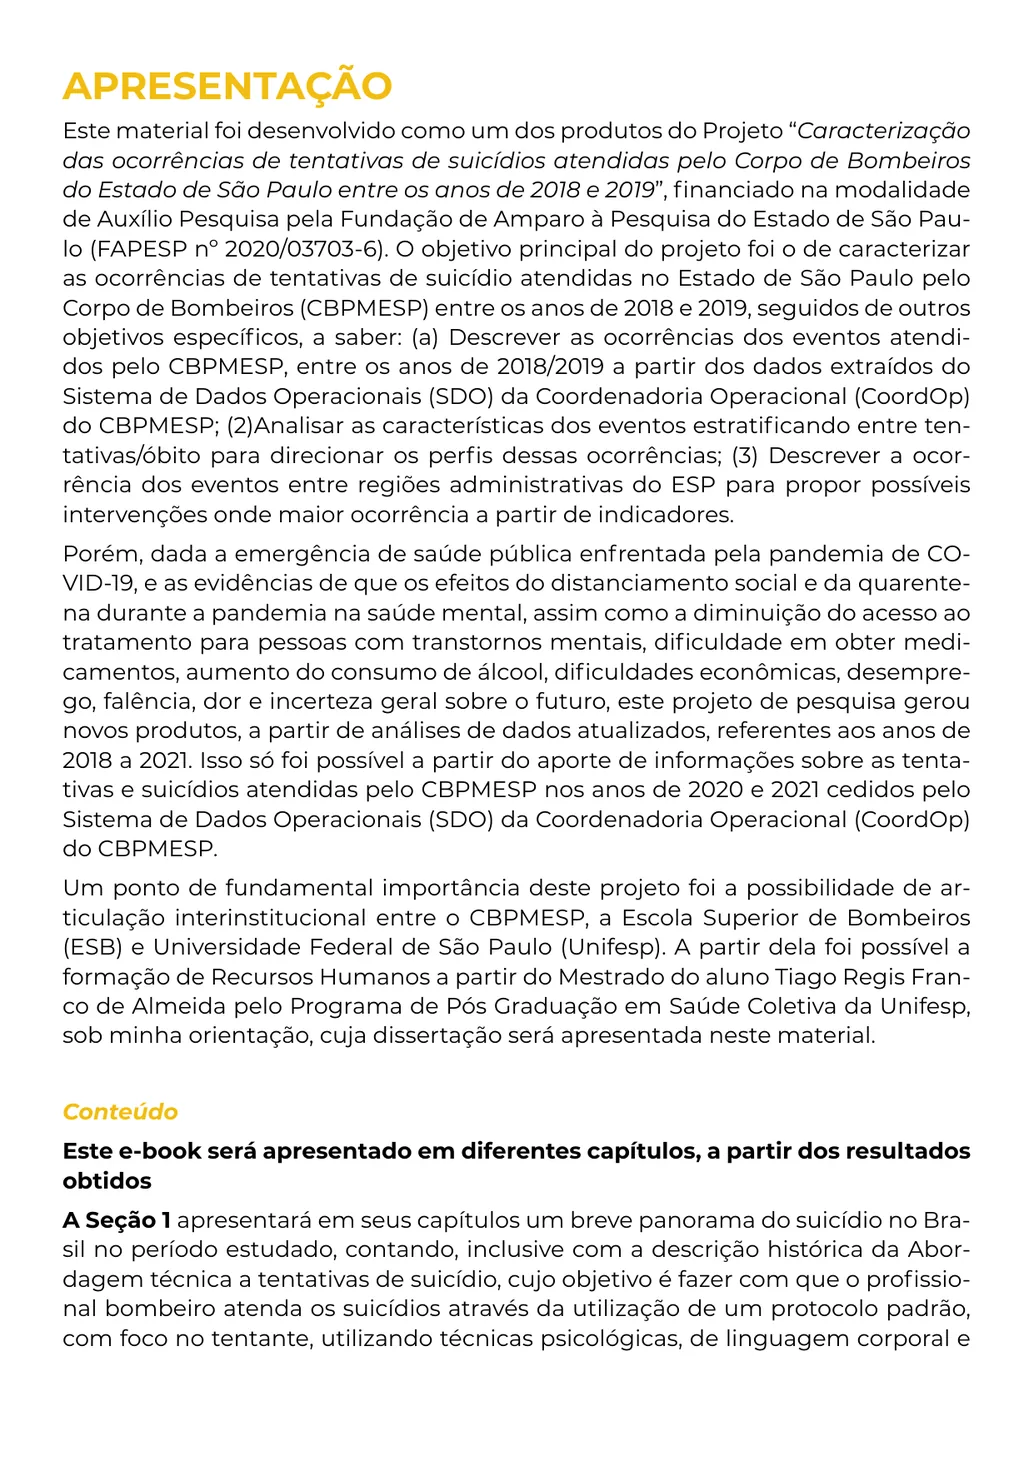 APRESENTAÇÃO
Este material foi desenvolvido como um dos produtos do Projeto “Caracterização
das ocorrências de tentativas de suicídios atendidas pelo Corpo de Bombeiros
do Estado de São Paulo entre os anos de 2018 e 2019”, financiado na modalidade
de Auxílio Pesquisa pela Fundação de Amparo à Pesquisa do Estado de São Pau-
lo (FAPESP nº 2020/03703-6). O objetivo principal do projeto foi o de caracterizar
as ocorrências de tentativas de suicídio atendidas no Estado de São Paulo pelo
Corpo de Bombeiros (CBPMESP) entre os anos de 2018 e 2019, seguidos de outros
objetivos específicos, a saber: (a) Descrever as ocorrências dos eventos atendi-
dos pelo CBPMESP, entre os anos de 2018/2019 a partir dos dados extraídos do
Sistema de Dados Operacionais (SDO) da Coordenadoria Operacional (CoordOp)
do CBPMESP; (2)Analisar as características dos eventos estratificando entre ten-
tativas/óbito para direcionar os perfis dessas ocorrências; (3) Descrever a ocor-
rência dos eventos entre regiões administrativas do ESP para propor possíveis
intervenções onde maior ocorrência a partir de indicadores.
Porém, dada a emergência de saúde pública enfrentada pela pandemia de CO-
VID-19, e as evidências de que os efeitos do distanciamento social e da quarente-
na durante a pandemia na saúde mental, assim como a diminuição do acesso ao
tratamento para pessoas com transtornos mentais, dificuldade em obter medi-
camentos, aumento do consumo de álcool, dificuldades econômicas, desempre-
go, falência, dor e incerteza geral sobre o futuro, este projeto de pesquisa gerou
novos produtos, a partir de análises de dados atualizados, referentes aos anos de
2018 a 2021. Isso só foi possível a partir do aporte de informações sobre as tenta-
tivas e suicídios atendidas pelo CBPMESP nos anos de 2020 e 2021 cedidos pelo
Sistema de Dados Operacionais (SDO) da Coordenadoria Operacional (CoordOp)
do CBPMESP.
Um ponto de fundamental importância deste projeto foi a possibilidade de ar-
ticulação interinstitucional entre o CBPMESP, a Escola Superior de Bombeiros
(ESB) e Universidade Federal de São Paulo (Unifesp). A partir dela foi possível a
formação de Recursos Humanos a partir do Mestrado do aluno Tiago Regis Fran-
co de Almeida pelo Programa de Pós Graduação em Saúde Coletiva da Unifesp,
sob minha orientação, cuja dissertação será apresentada neste material.
Conteúdo
Este e-book será apresentado em diferentes capítulos, a partir dos resultados
obtidos
A Seção 1 apresentará em seus capítulos um breve panorama do suicídio no Bra-
sil no período estudado, contando, inclusive com a descrição histórica da Abor-
dagem técnica a tentativas de suicídio, cujo objetivo é fazer com que o profissio-
nal bombeiro atenda os suicídios através da utilização de um protocolo padrão,
com foco no tentante, utilizando técnicas psicológicas, de linguagem corporal e